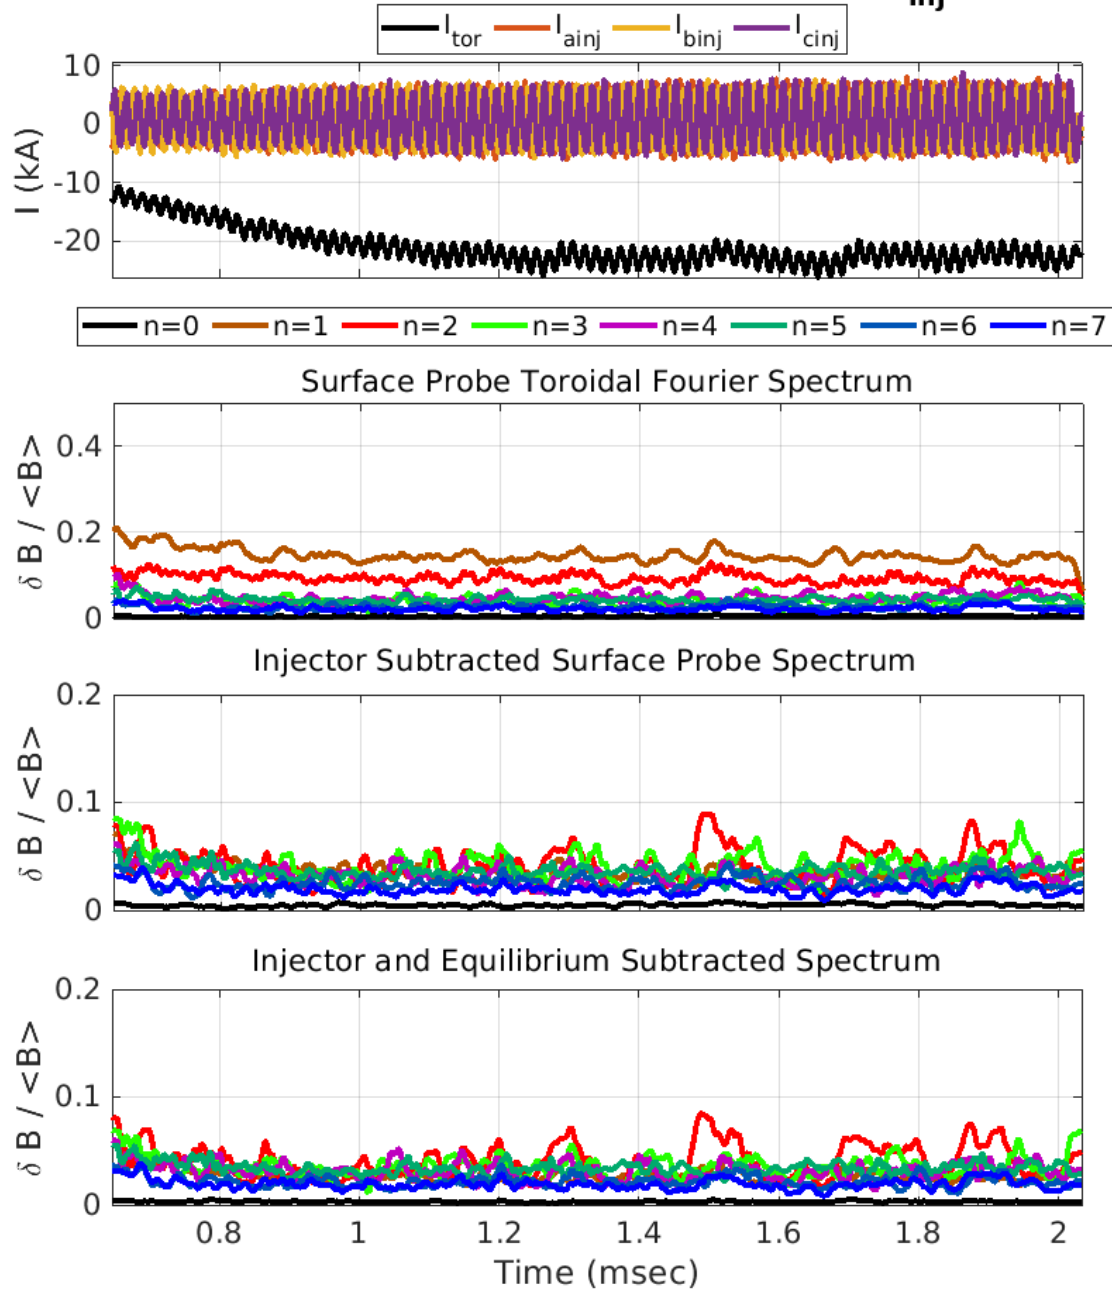 inj
I_tor I_ainj I_binj I_cinj
10
0
-10
-20
I (kA)
n=0 n=1 n=2 n=3 n=4 n=5 n=6 n=7
Surface Probe Toroidal Fourier Spectrum
0.4
0.2
0
δ B / <B>
Injector Subtracted Surface Probe Spectrum
0.2
0.1
0
δ B / <B>
Injector and Equilibrium Subtracted Spectrum
0.2
0.1
0
δ B / <B>
0.8 1 1.2 1.4 1.6 1.8 2
Time (msec)